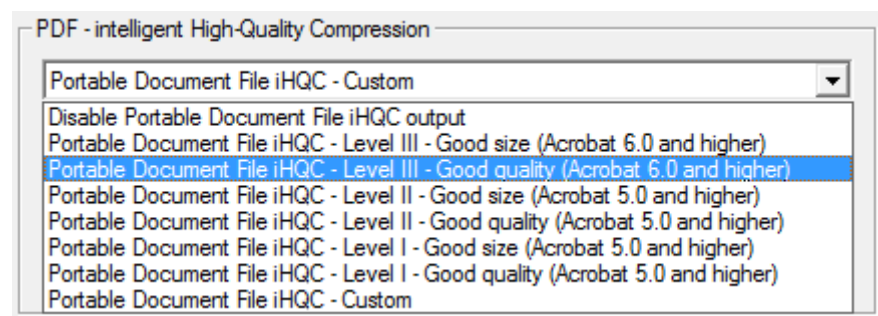 PDF - intelligent High-Quality Compression
Portable Document File iHQC - Custom
Disable Portable Document File iHQC output
Portable Document File iHQC - Level III - Good size (Acrobat 6.0 and higher)
Portable Document File iHQC - Level III - Good quality (Acrobat 6.0 and higher)
Portable Document File iHQC - Level II - Good size (Acrobat 5.0 and higher)
Portable Document File iHQC - Level II - Good quality (Acrobat 5.0 and higher)
Portable Document File iHQC - Level I - Good size (Acrobat 5.0 and higher)
Portable Document File iHQC - Level I - Good quality (Acrobat 5.0 and higher)
Portable Document File iHQC - Custom